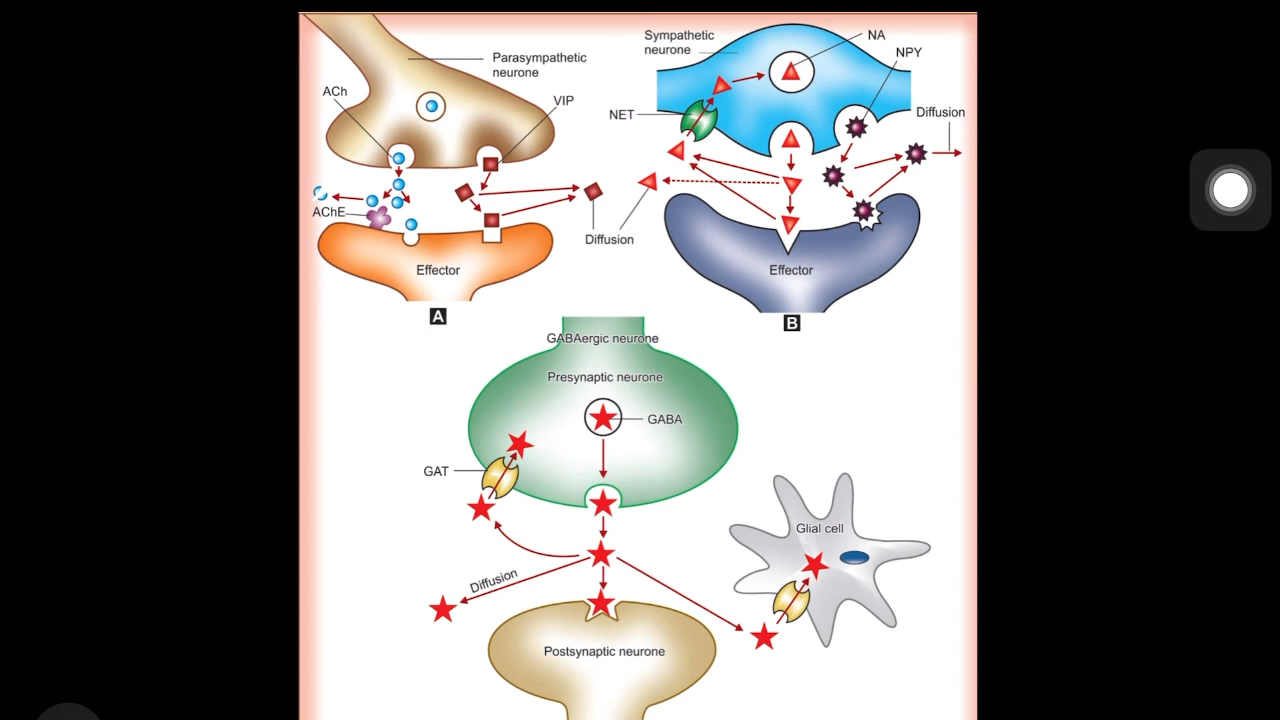 Parasympathetic
neurone
ACh
VIP
AChE
Diffusion
Effector
A
Sympathetic
neurone
NA
NPY
NET
Diffusion
Effector
B
GABAergic neurone
Presynaptic neurone
GABA
GAT
Glial cell
Diffusion
Postsynaptic neurone